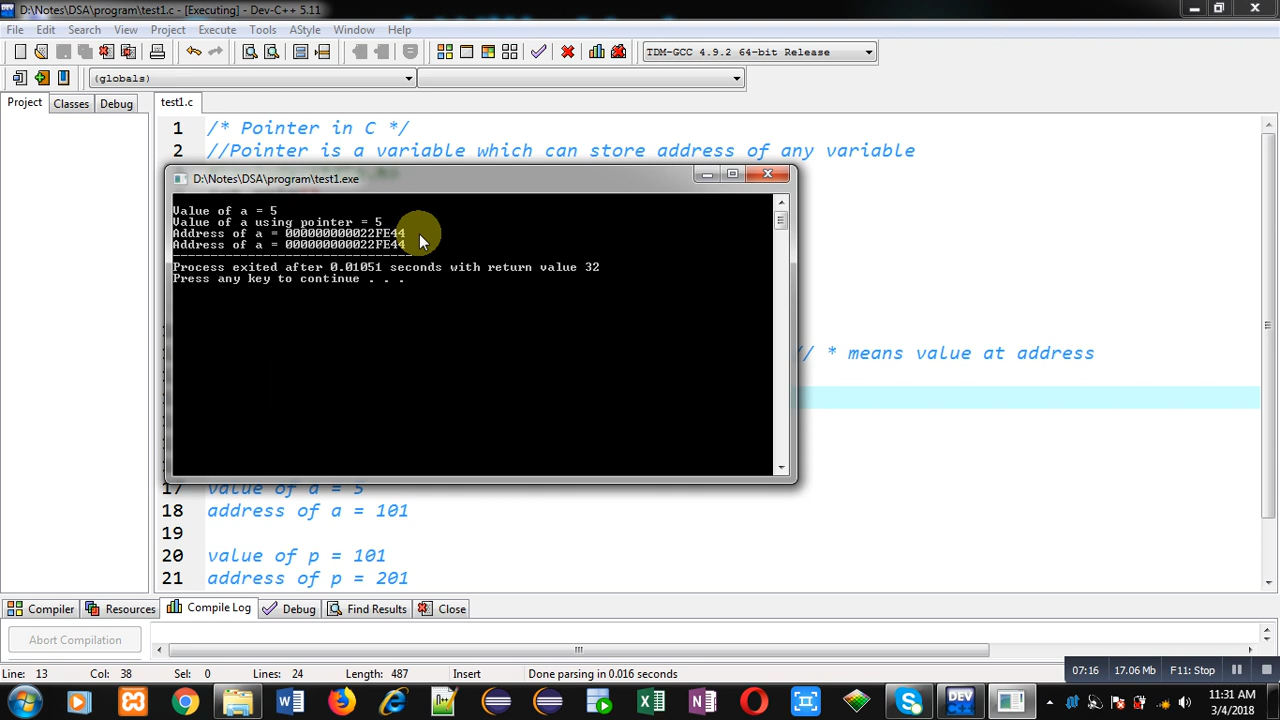 D:\Notes\DSA\program\test1.c - [Executing] - Dev-C++ 5.11
File Edit Search View Project Execute Tools AStyle Window Help
TDM-GCC 4.9.2 64-bit Release
(globals)
Project Classes Debug test1.c
1 /* Pointer in C */
2 //Pointer is a variable which can store address of any variable
D:\Notes\DSA\program\test1.exe
Value of a = 5
Value of a using pointer = 5
Address of a = 000000000022FE44
Address of a = 000000000022FE44
--------------------------------
Process exited after 0.01051 seconds with return value 32
Press any key to continue . . .
/ * means value at address
17 value of a = 5
18 address of a = 101
19
20 value of p = 101
21 address of p = 201
Compiler Resources Compile Log Debug Find Results Close
Abort Compilation
Line: 13 Col: 38 Sel: 0 Lines: 24 Length: 487 Insert Done parsing in 0.016 seconds
07:16 17.06 Mb F11: Stop
DEV
11:31 AM
3/4/2018